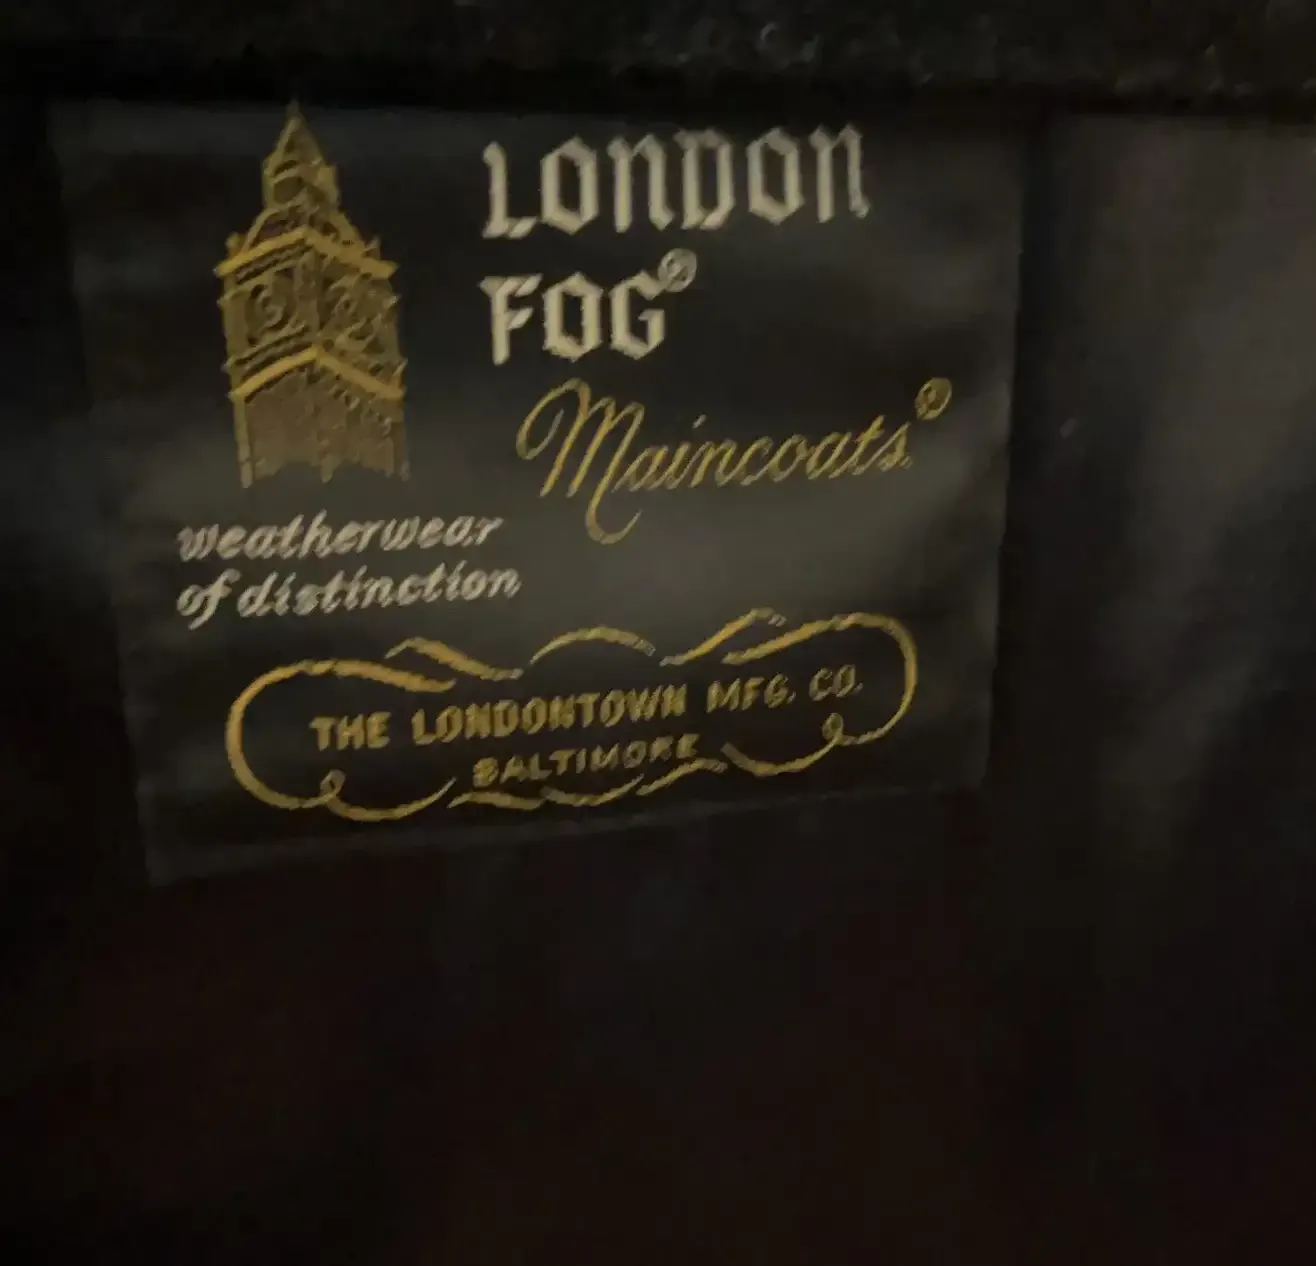 LONDON
FOG®
Maincoats®
weatherwear
of distinction
THE LONDONTOWN MFG. CO.
BALTIMORE